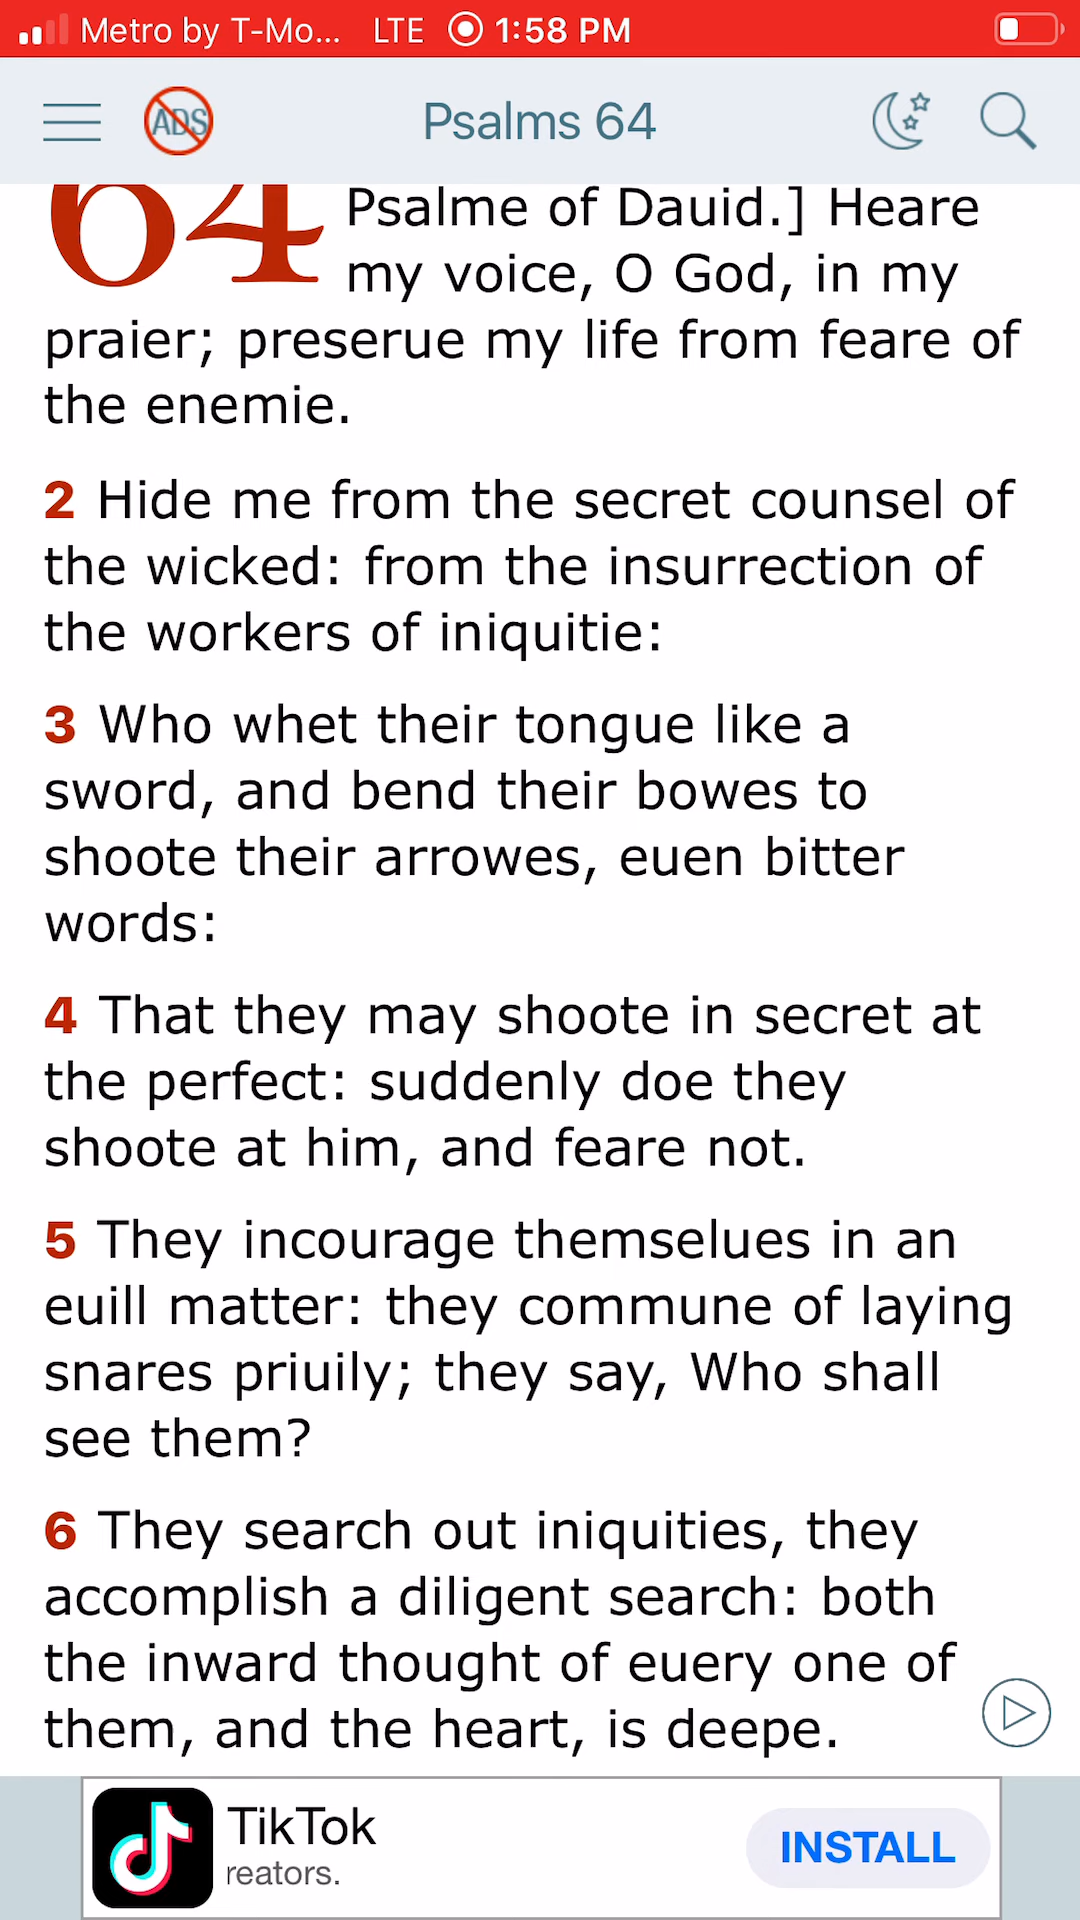 Metro by T-Mo... LTE 1:58 PM
ADS Psalms 64
64 Psalme of Dauid.] Heare
my voice, O God, in my
praier; preserue my life from feare of
the enemie.
2 Hide me from the secret counsel of
the wicked: from the insurrection of
the workers of iniquitie:
3 Who whet their tongue like a
sword, and bend their bowes to
shoote their arrowes, euen bitter
words:
4 That they may shoote in secret at
the perfect: suddenly doe they
shoote at him, and feare not.
5 They incourage themselues in an
euill matter: they commune of laying
snares priuily; they say, Who shall
see them?
6 They search out iniquities, they
accomplish a diligent search: both
the inward thought of euery one of
them, and the heart, is deepe.
TikTok
reators.
INSTALL